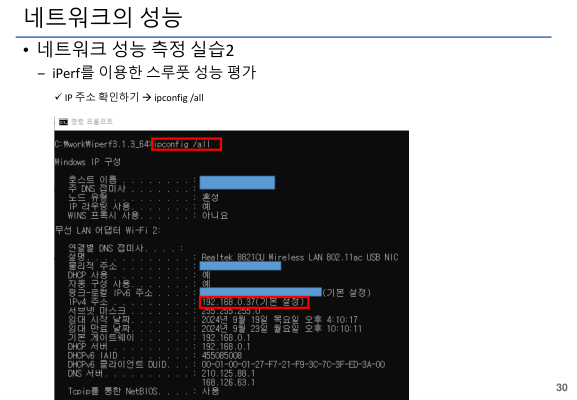 네트워크의 성능
• 네트워크 성능 측정 실습2
– iPerf를 이용한 스루풋 성능 평가
✓ IP 주소 확인하기 → ipconfig /all
명령 프롬프트
C:₩work₩iperf3.1.3_64>ipconfig /all
Windows IP 구성
호스트 이름 . . . . . . . . :
주 DNS 접미사 . . . . . . . :
노드 유형 . . . . . . . . . : 혼성
IP 라우팅 사용. . . . . . . : 예
WINS 프록시 사용. . . . . . : 아니요
무선 LAN 어댑터 Wi-Fi 2:
연결별 DNS 접미사. . . . :
설명. . . . . . . . . . . . : Realtek 8821CU Wireless LAN 802.11ac USB NIC
물리적 주소 . . . . . . . . :
DHCP 사용 . . . . . . . . . : 예
자동 구성 사용. . . . . . . : 예
링크-로컬 IPv6 주소 . . . . : (기본 설정)
IPv4 주소 . . . . . . . . . : 192.168.0.37(기본 설정)
서브넷 마스크 . . . . . . . : 255.255.255.0
임대 시작 날짜. . . . . . . : 2024년 9월 19일 목요일 오후 4:10:17
임대 만료 날짜. . . . . . . : 2024년 9월 23일 월요일 오후 10:10:11
기본 게이트웨이 . . . . . . : 192.168.0.1
DHCP 서버 . . . . . . . . . : 192.168.0.1
DHCPv6 IAID . . . . . . . . : 455085008
DHCPv6 클라이언트 DUID. . . : 00-01-00-01-27-F7-21-F9-3C-7C-3F-ED-3A-00
DNS 서버. . . . . . . . . . : 210.125.88.1
168.126.63.1
Tcpip를 통한 NetBIOS. . . . : 사용
30